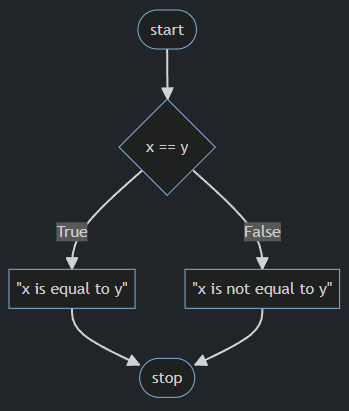 start
x == y
True
False
"x is equal to y"
"x is not equal to y"
stop